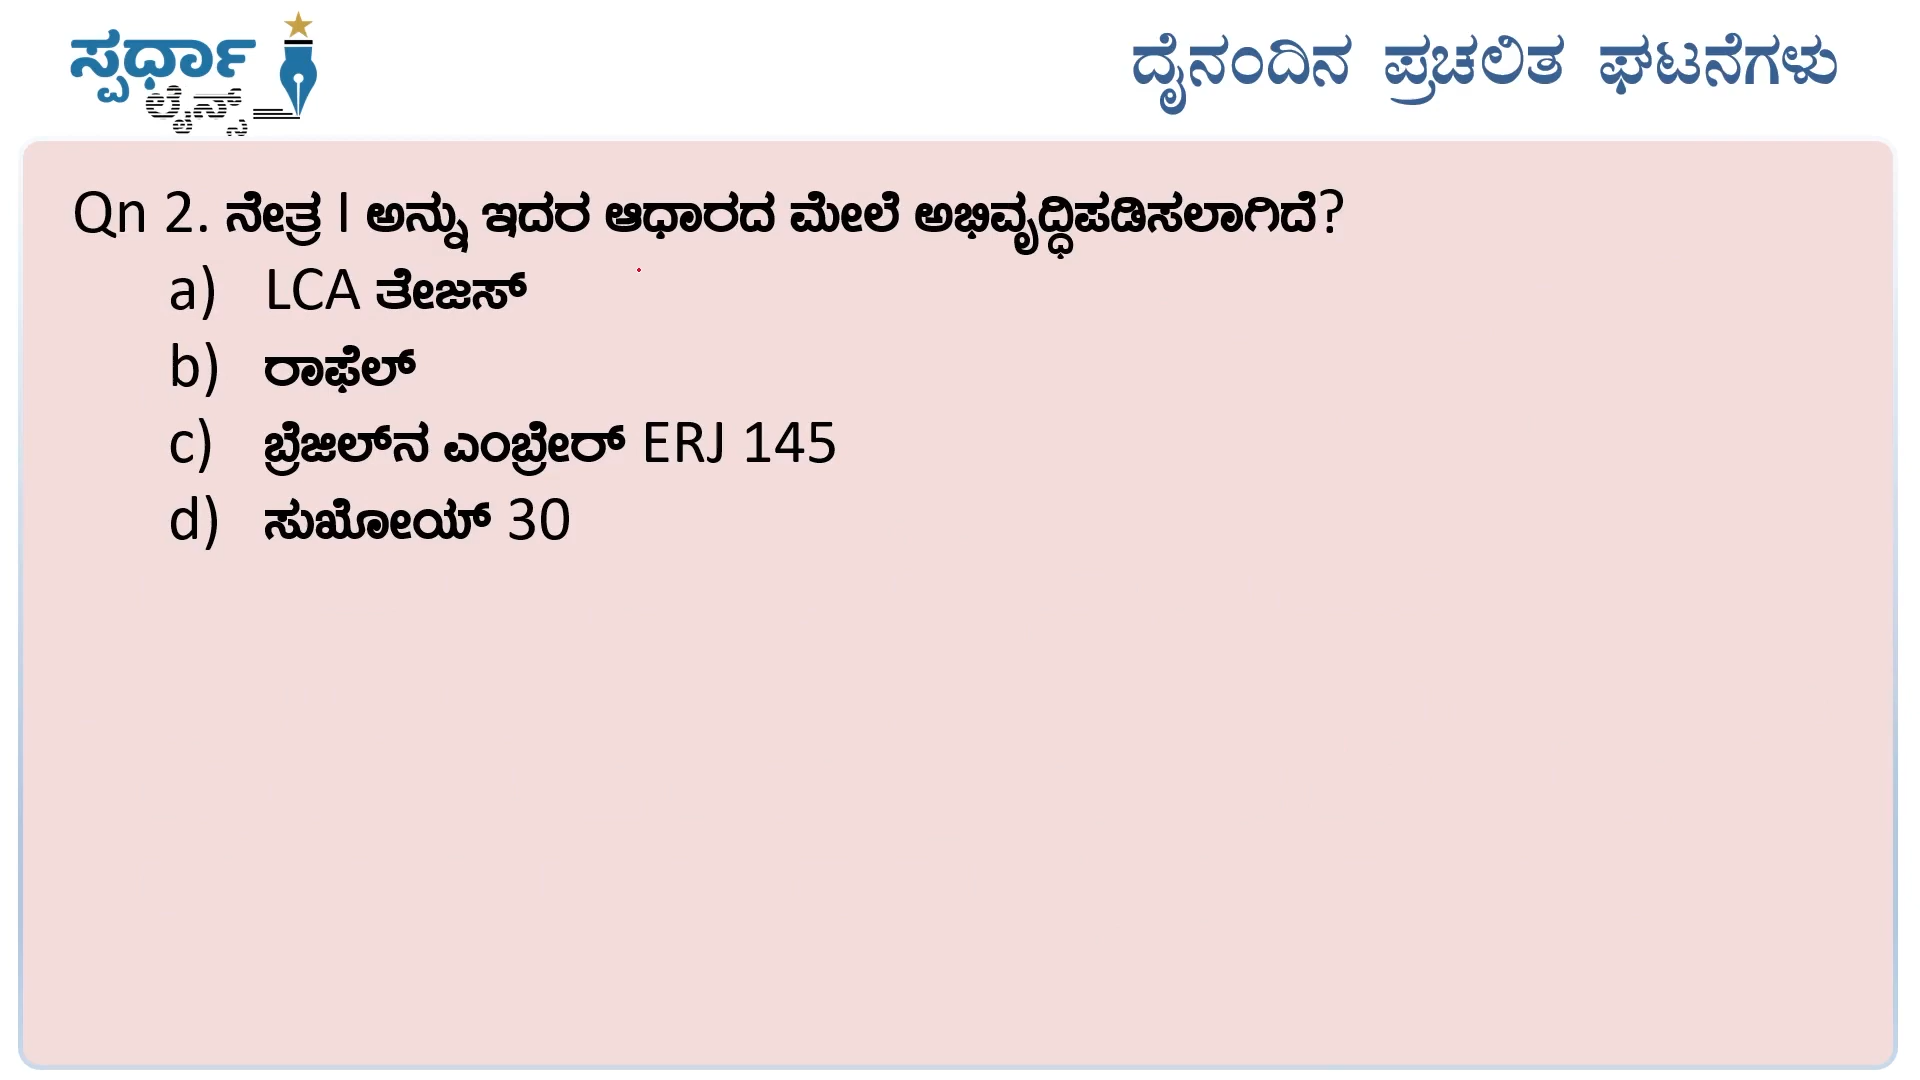 ಸ್ಪರ್ಧಾ
ಲೈನ್ಸ್
ದೈನಂದಿನ ಪ್ರಚಲಿತ ಘಟನೆಗಳು
Qn 2. ನೇತ್ರ I ಅನ್ನು ಇದರ ಆಧಾರದ ಮೇಲೆ ಅಭಿವೃದ್ಧಿಪಡಿಸಲಾಗಿದೆ?
a) LCA ತೇಜಸ್
b) ರಾಫೆಲ್
c) ಬ್ರೆಜಿಲ್‌ನ ಎಂಬ್ರೇರ್ ERJ 145
d) ಸುಖೋಯ್ 30